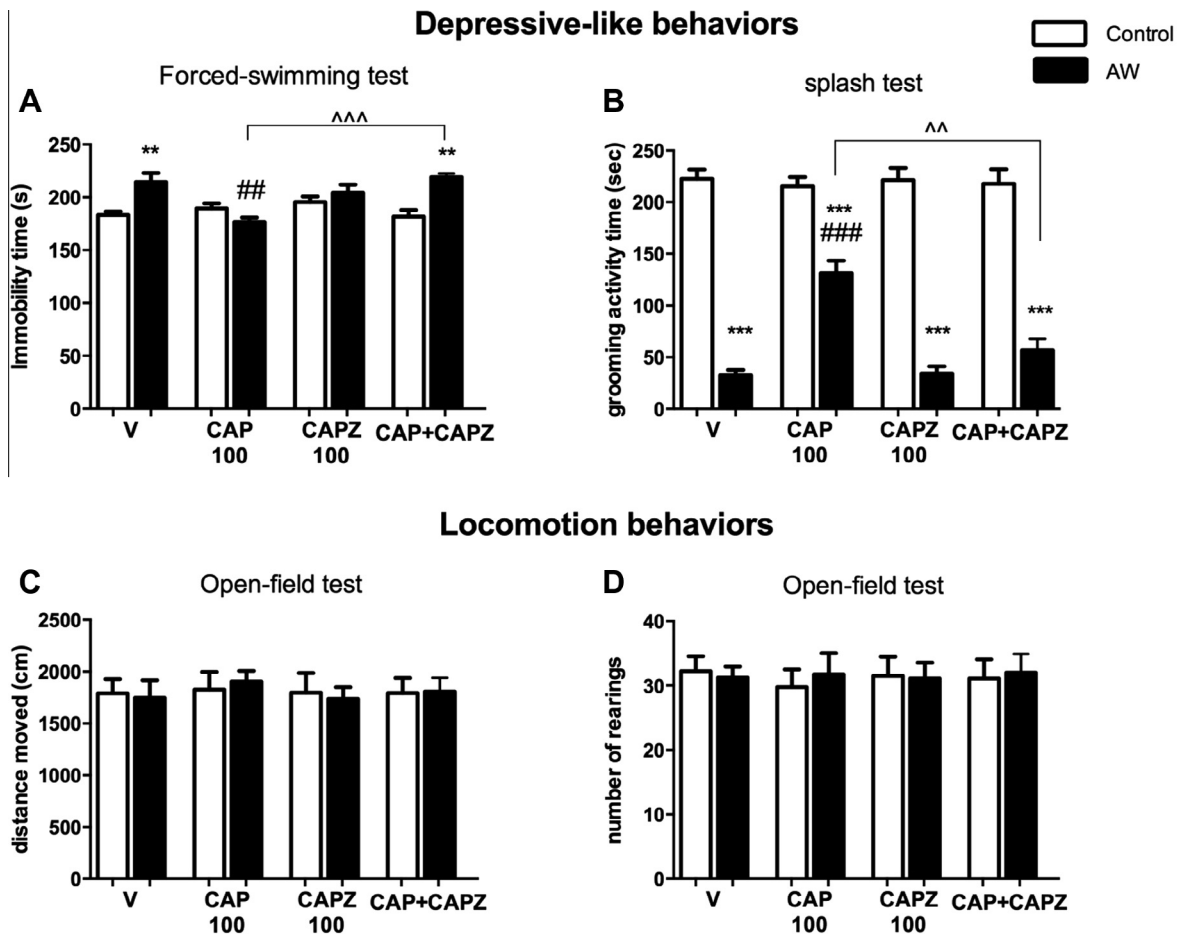 Depressive-like behaviors
Control
AW
A
Forced-swimming test
^^^
Immobility time (s)
250
200
150
100
50
0
**
##
**
V
CAP
100
CAPZ
100
CAP+CAPZ
B
splash test
^^
grooming activity time (sec)
250
200
150
100
50
0
***
***
###
***
***
V
CAP
100
CAPZ
100
CAP+CAPZ
Locomotion behaviors
C
Open-field test
distance moved (cm)
2500
2000
1500
1000
500
0
V
CAP
100
CAPZ
100
CAP+CAPZ
D
Open-field test
number of rearings
40
30
20
10
0
V
CAP
100
CAPZ
100
CAP+CAPZ